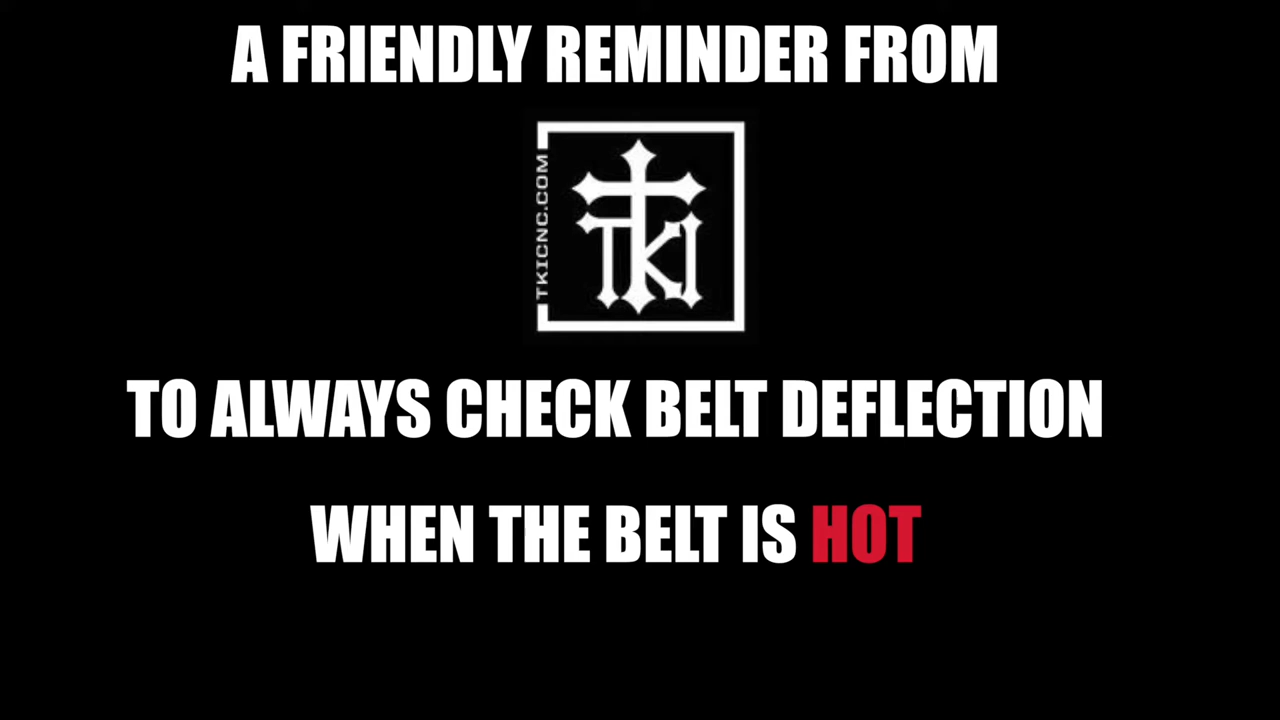 A FRIENDLY REMINDER FROM
TKICNC.COM
TKI
TO ALWAYS CHECK BELT DEFLECTION
WHEN THE BELT IS HOT